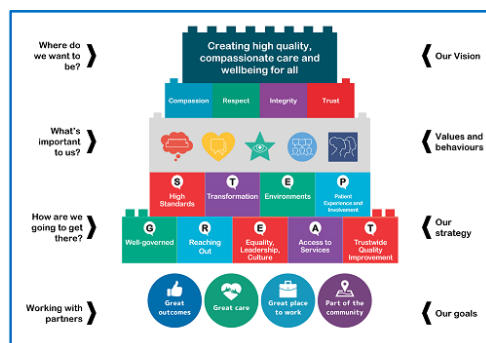 Where do
we want to
be?
Creating high quality,
compassionate care and
wellbeing for all
Our Vision
Compassion
Respect
Integrity
Trust
What's
important
to us?
Values and
behaviours
S
High
Standards
T
Transformation
E
Environments
P
Patient
Experience and
Involvement
How are we
going to get
there?
G
Well-governed
R
Reaching
Out
E
Equality,
Leadership,
Culture
A
Access to
Services
T
Trustwide
Quality
Improvement
Our
strategy
Working with
partners
Great
outcomes
Great care
Great place
to work
Part of the
community
Our goals